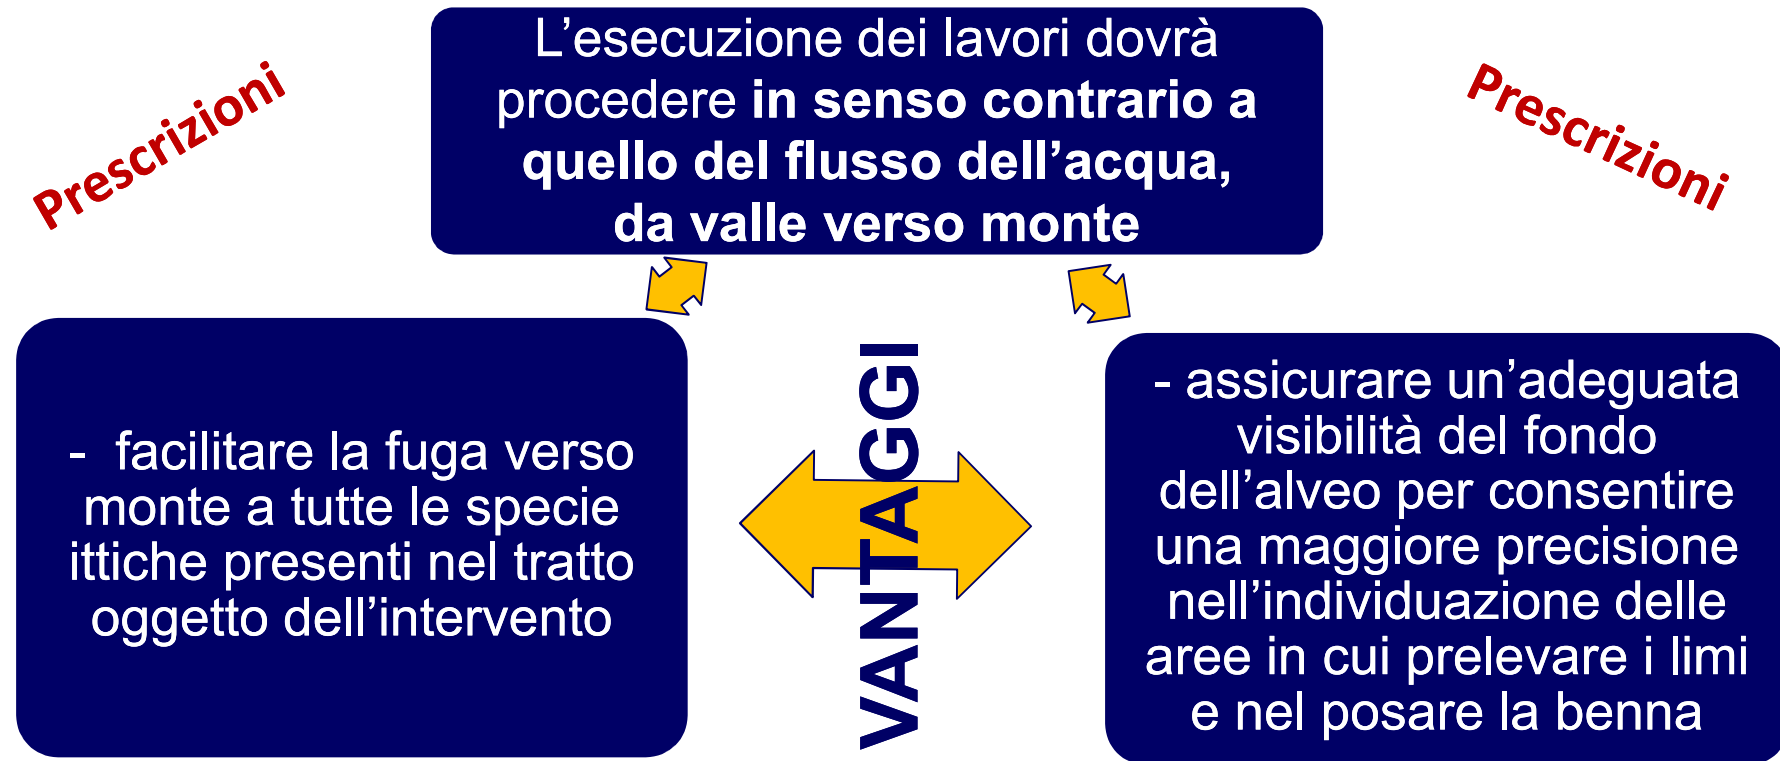 Prescrizioni
L’esecuzione dei lavori dovrà
procedere in senso contrario a
quello del flusso dell’acqua,
da valle verso monte
Prescrizioni
- facilitare la fuga verso
monte a tutte le specie
ittiche presenti nel tratto
oggetto dell’intervento
VANTAGGI
- assicurare un’adeguata
visibilità del fondo
dell’alveo per consentire
una maggiore precisione
nell’individuazione delle
aree in cui prelevare i limi
e nel posare la benna